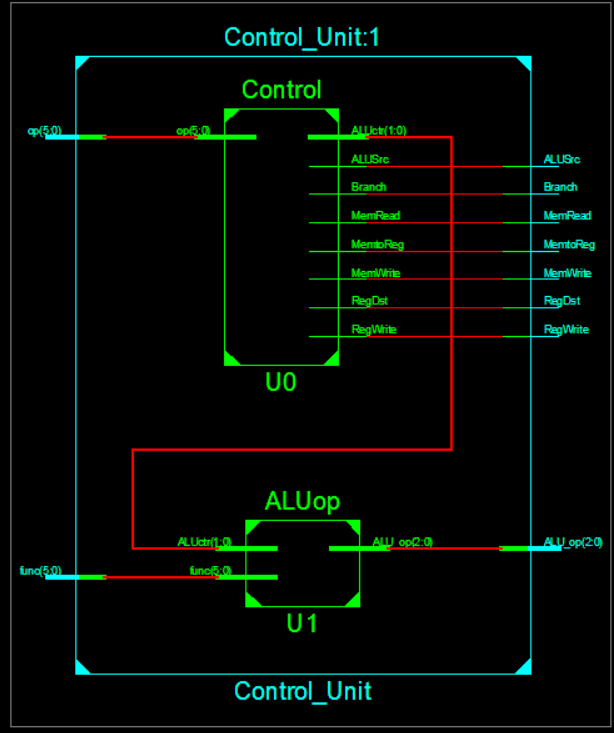 Control_Unit:1
Control
op(5:0) op(5:0) ALUctr(1:0)
ALUSrc ALUSrc
Branch Branch
MemRead MemRead
MemtoReg MemtoReg
MemWrite MemWrite
RegDst RegDst
RegWrite RegWrite
U0
ALUop
ALUctr(1:0) ALU_op(2:0) ALU_op(2:0)
func(5:0) func(5:0)
U1
Control_Unit